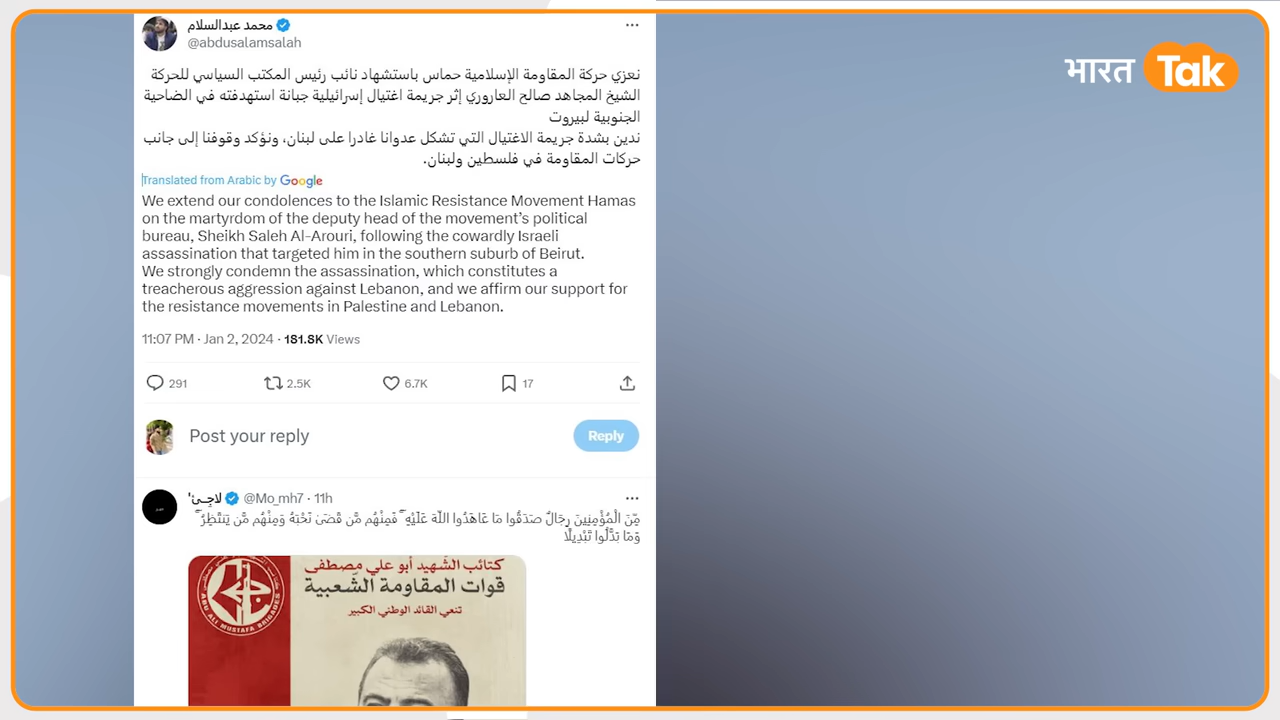 محمد عبدالسلام
@abdusalamsalah
भारत Tak
نعزي حركة المقاومة الإسلامية حماس باستشهاد نائب رئيس المكتب السياسي للحركة
الشيخ المجاهد صالح العاروري إثر جريمة اغتيال إسرائيلية جبانة استهدفته في الضاحية
الجنوبية لبيروت
ندين بشدة جريمة الاغتيال التي تشكل عدوانا غادرا على لبنان، ونؤكد وقوفنا إلى جانب
حركات المقاومة في فلسطين ولبنان.
Translated from Arabic by Google
We extend our condolences to the Islamic Resistance Movement Hamas
on the martyrdom of the deputy head of the movement’s political
bureau, Sheikh Saleh Al-Arouri, following the cowardly Israeli
assassination that targeted him in the southern suburb of Beirut.
We strongly condemn the assassination, which constitutes a
treacherous aggression against Lebanon, and we affirm our support for
the resistance movements in Palestine and Lebanon.
11:07 PM · Jan 2, 2024 · 181.8K Views
291 2.5K 6.7K 17
Post your reply
Reply
لاجئ' @Mo_mh7 · 11h
مِّنَ الْمُؤْمِنِينَ رِجَالٌ صَدَقُوا مَا عَاهَدُوا اللَّهَ عَلَيْهِ ۖ فَمِنْهُم مَّن قَضَىٰ نَحْبَهُ وَمِنْهُم مَّن يَنتَظِرُ ۖ
وَمَا بَدَّلُوا تَبْدِيلًا
كتائب الشهيد أبو علي مصطفى
قوات المقاومة الشعبية
تنعي القائد الوطني الكبير
ABU ALI MUSTAFA BRIGADES